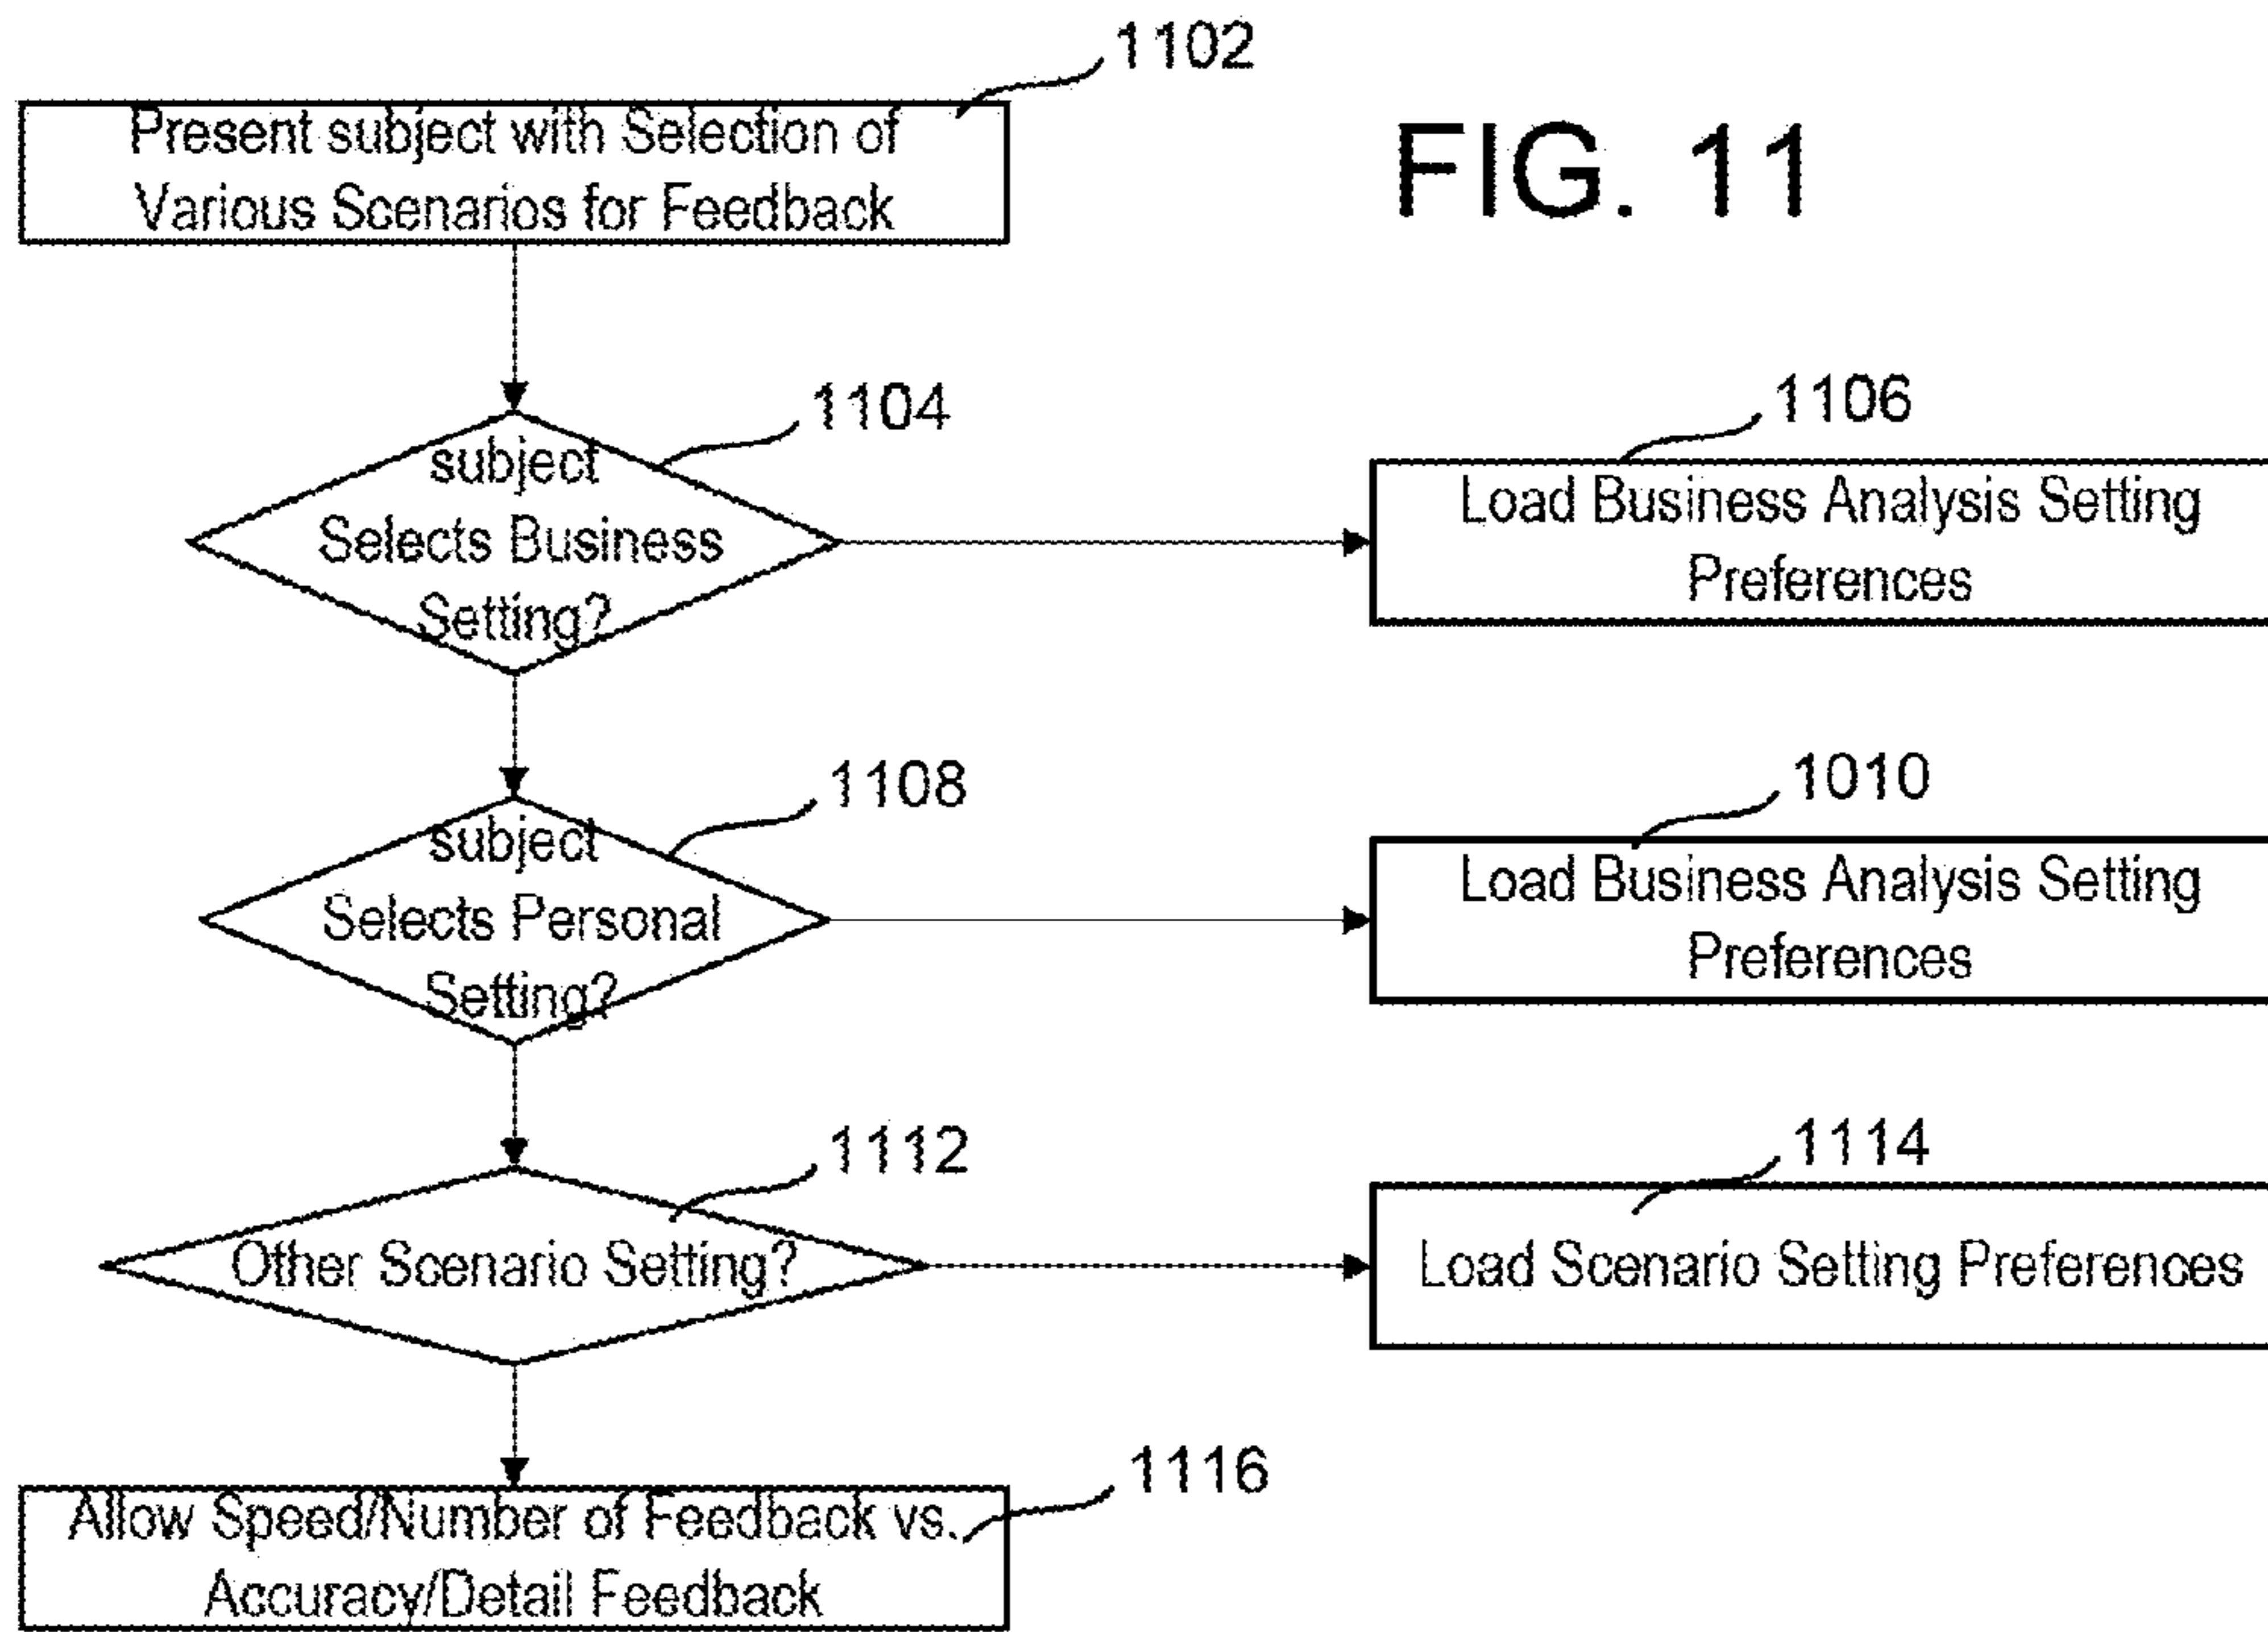 1102
Present subject with Selection of
Various Scenarios for Feedback
FIG. 11
1104
subject
Selects Business
Setting?
1106
Load Business Analysis Setting
Preferences
1108
subject
Selects Personal
Setting?
1010
Load Business Analysis Setting
Preferences
1112
Other Scenario Setting?
1114
Load Scenario Setting Preferences
1116
Allow Speed/Number of Feedback vs.
Accuracy/Detail Feedback